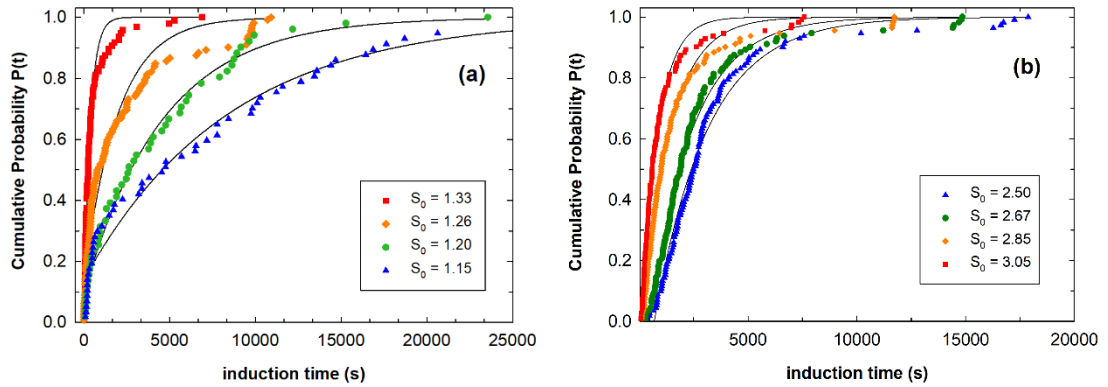 Cumulative Probability P(t)
1.0
0.8
0.6
0.4
0.2
0.0
(a)
S₀ = 1.33
S₀ = 1.26
S₀ = 1.20
S₀ = 1.15
0 5000 10000 15000 20000 25000
induction time (s)
Cumulative Probability P(t)
1.0
0.8
0.6
0.4
0.2
0.0
(b)
S₀ = 2.50
S₀ = 2.67
S₀ = 2.85
S₀ = 3.05
5000 10000 15000 20000
induction time (s)